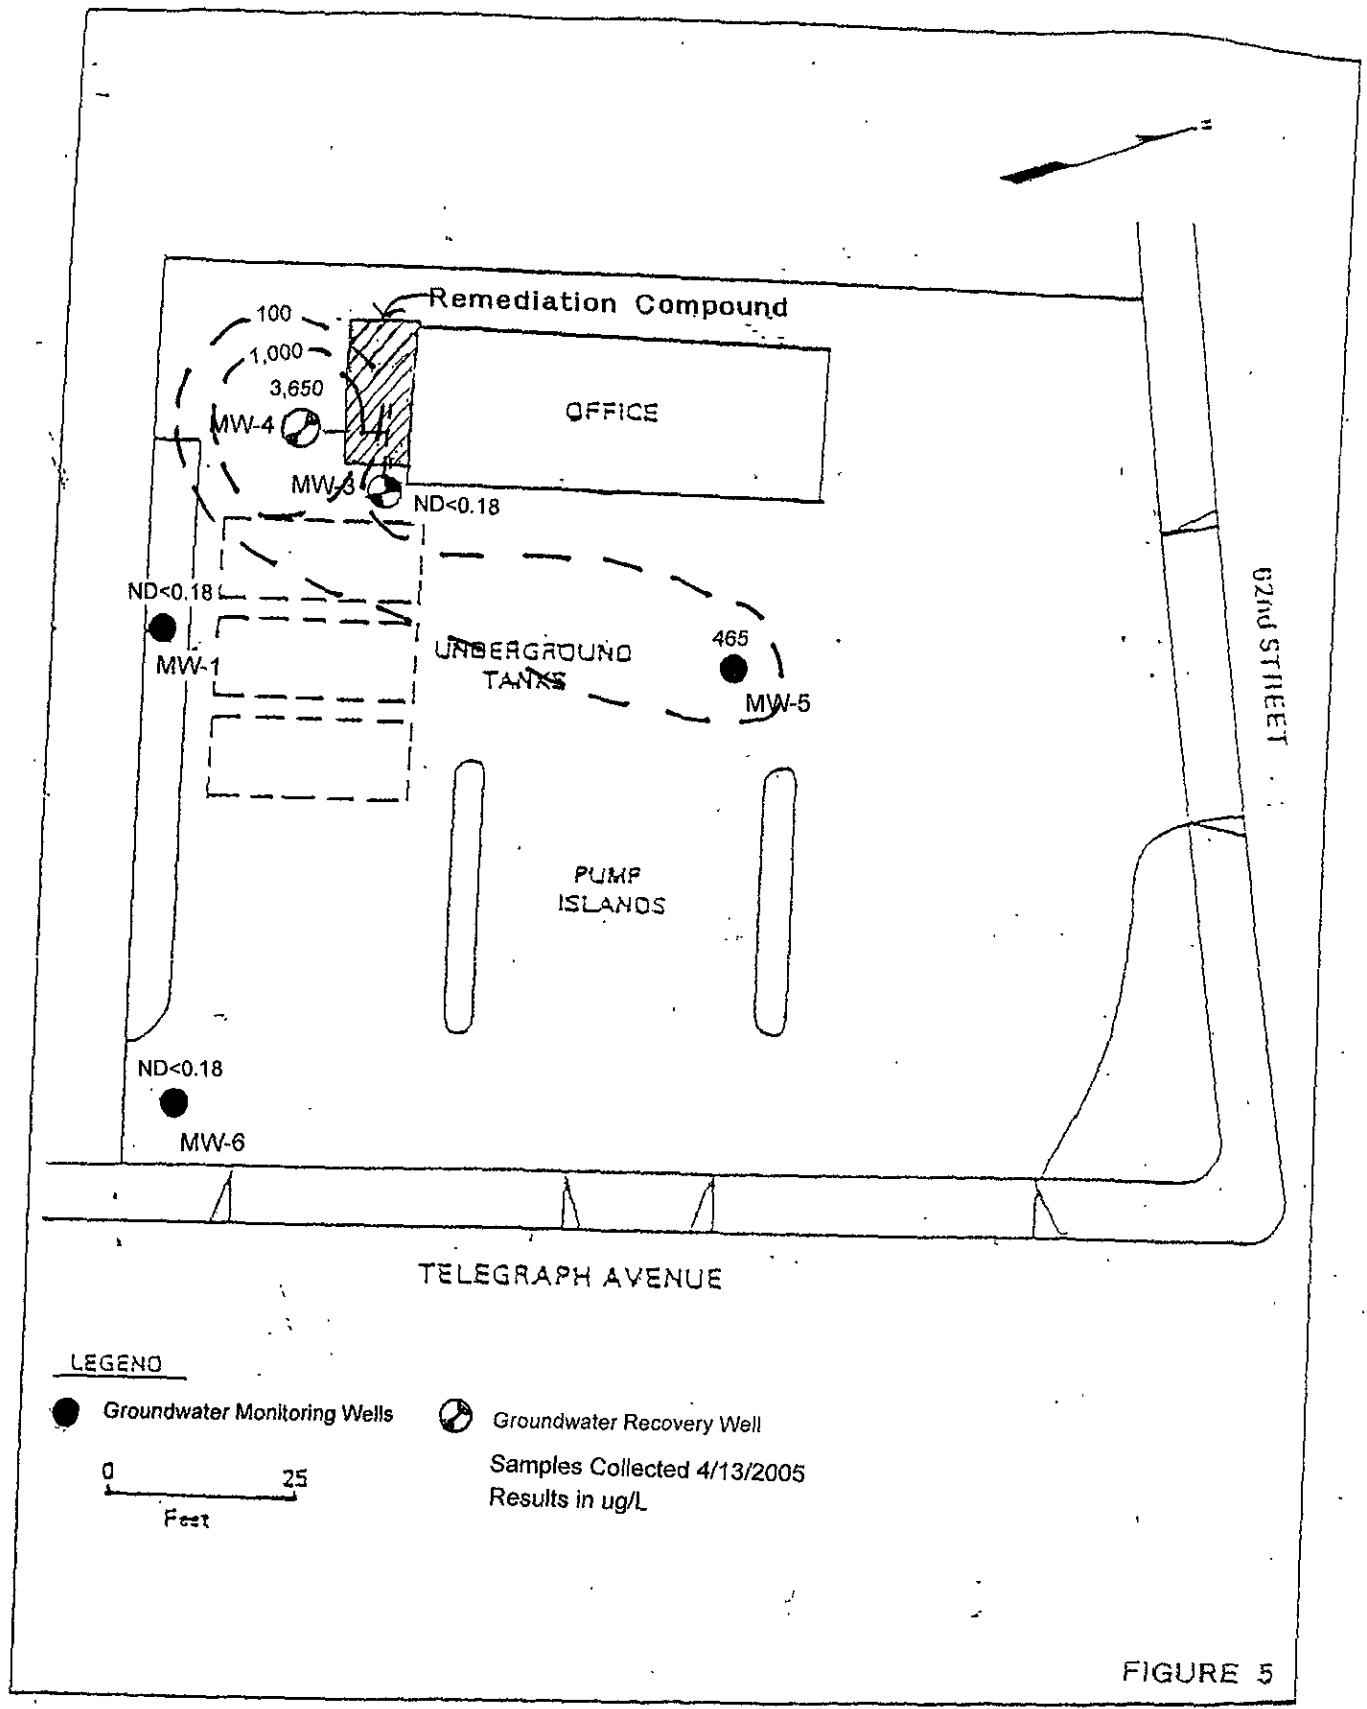 Remediation Compound
100
1,000
3,650
MW-4
OFFICE
MW-3
ND<0.18
ND<0.18
MW-1
UNDERGROUND
TANKS
465
MW-5
62nd STREET
PUMP
ISLANDS
ND<0.18
MW-6
TELEGRAPH AVENUE
LEGEND
Groundwater Monitoring Wells
Groundwater Recovery Well
0 25
Feet
Samples Collected 4/13/2005
Results in ug/L
FIGURE 5